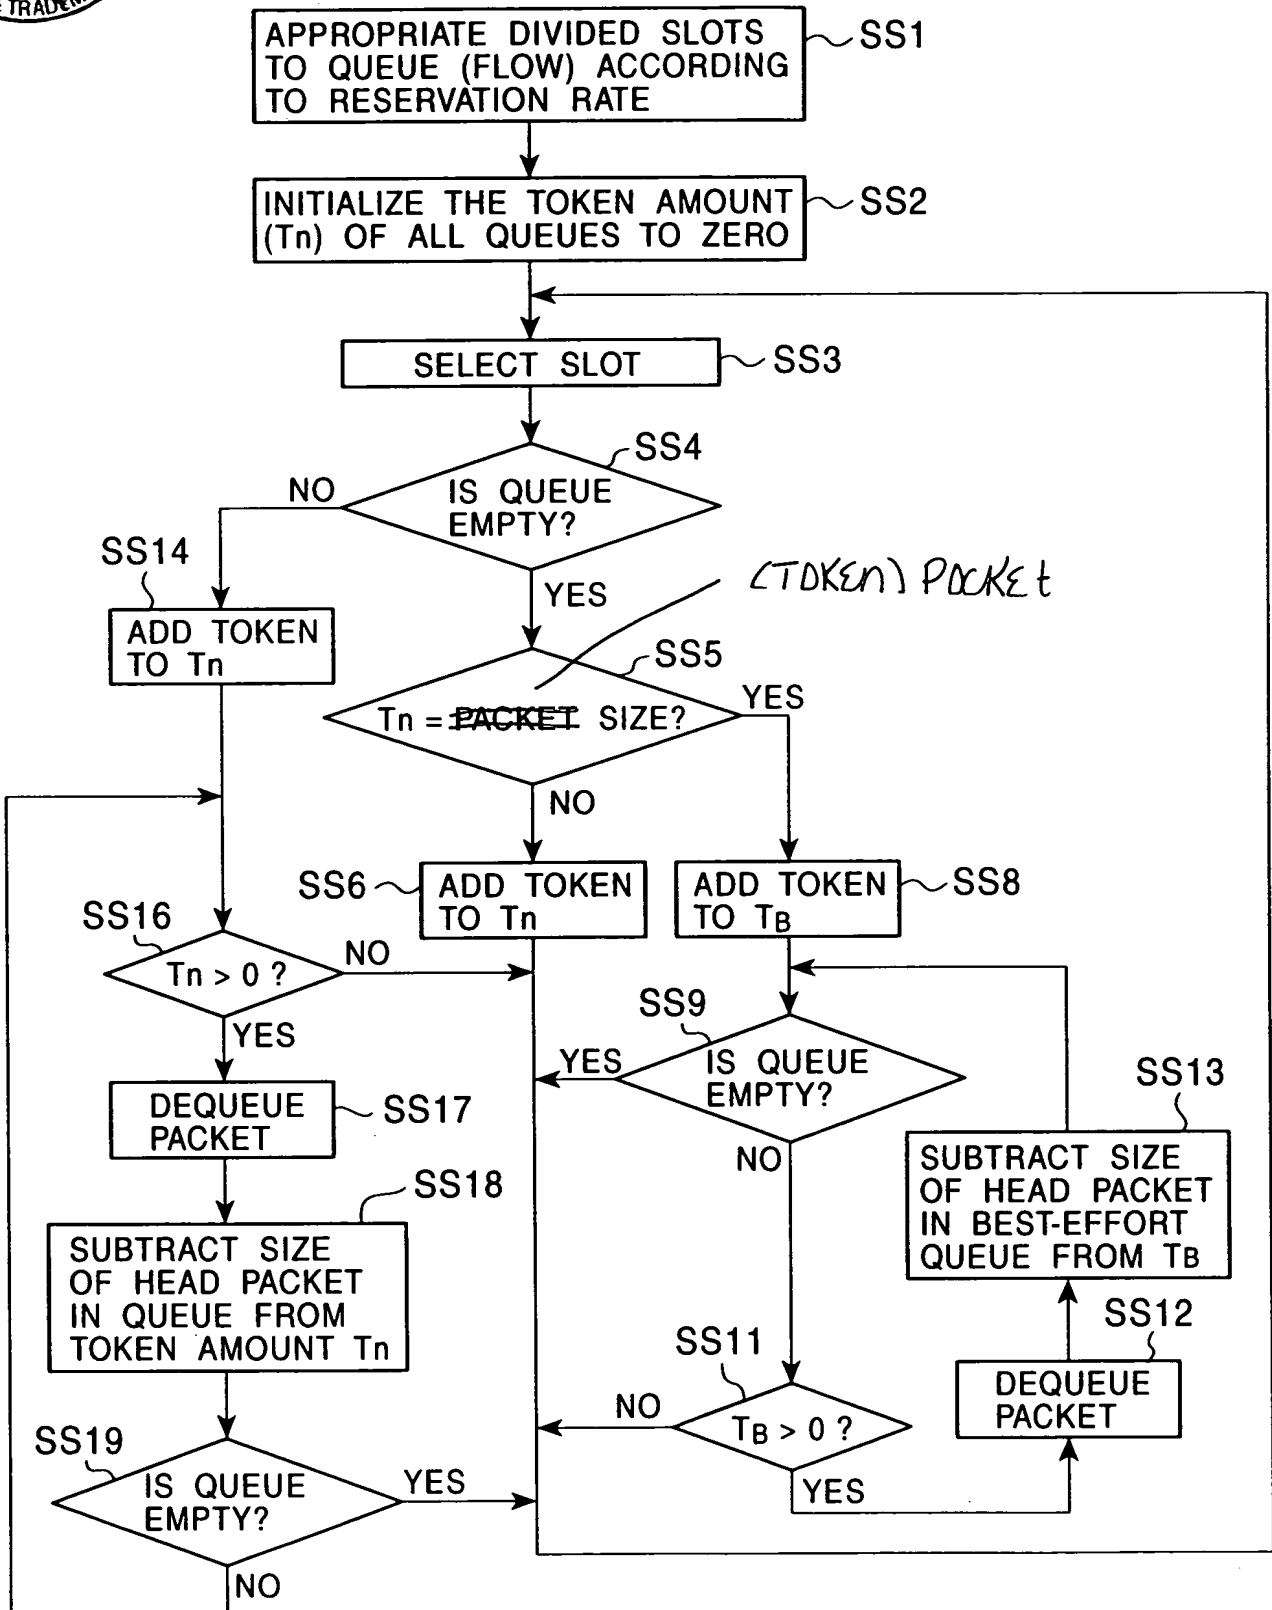 TRADEM
APPROPRIATE DIVIDED SLOTS
TO QUEUE (FLOW) ACCORDING
TO RESERVATION RATE
SS1
INITIALIZE THE TOKEN AMOUNT
(Tn) OF ALL QUEUES TO ZERO
SS2
SELECT SLOT
SS3
SS4
IS QUEUE
EMPTY?
NO
YES
SS14
ADD TOKEN
TO Tn
(TOKEn) POCKEt
SS5
Tn = PACKET SIZE?
YES
NO
SS6
ADD TOKEN
TO Tn
ADD TOKEN
TO TB
SS8
SS16
Tn > 0 ?
NO
YES
SS9
IS QUEUE
EMPTY?
YES
NO
DEQUEUE
PACKET
SS17
SS13
SUBTRACT SIZE
OF HEAD PACKET
IN BEST-EFFORT
QUEUE FROM TB
SS18
SUBTRACT SIZE
OF HEAD PACKET
IN QUEUE FROM
TOKEN AMOUNT Tn
SS12
DEQUEUE
PACKET
SS11
TB > 0 ?
NO
YES
SS19
IS QUEUE
EMPTY?
YES
NO